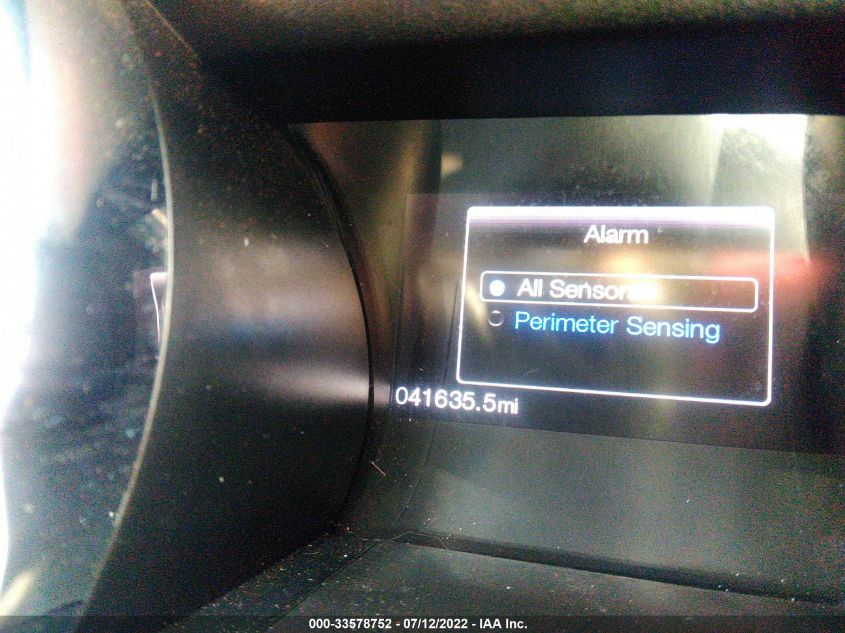 Alarm
All Sensors
Perimeter Sensing
041635.5mi
000-33578752 - 07/12/2022 - IAA Inc.